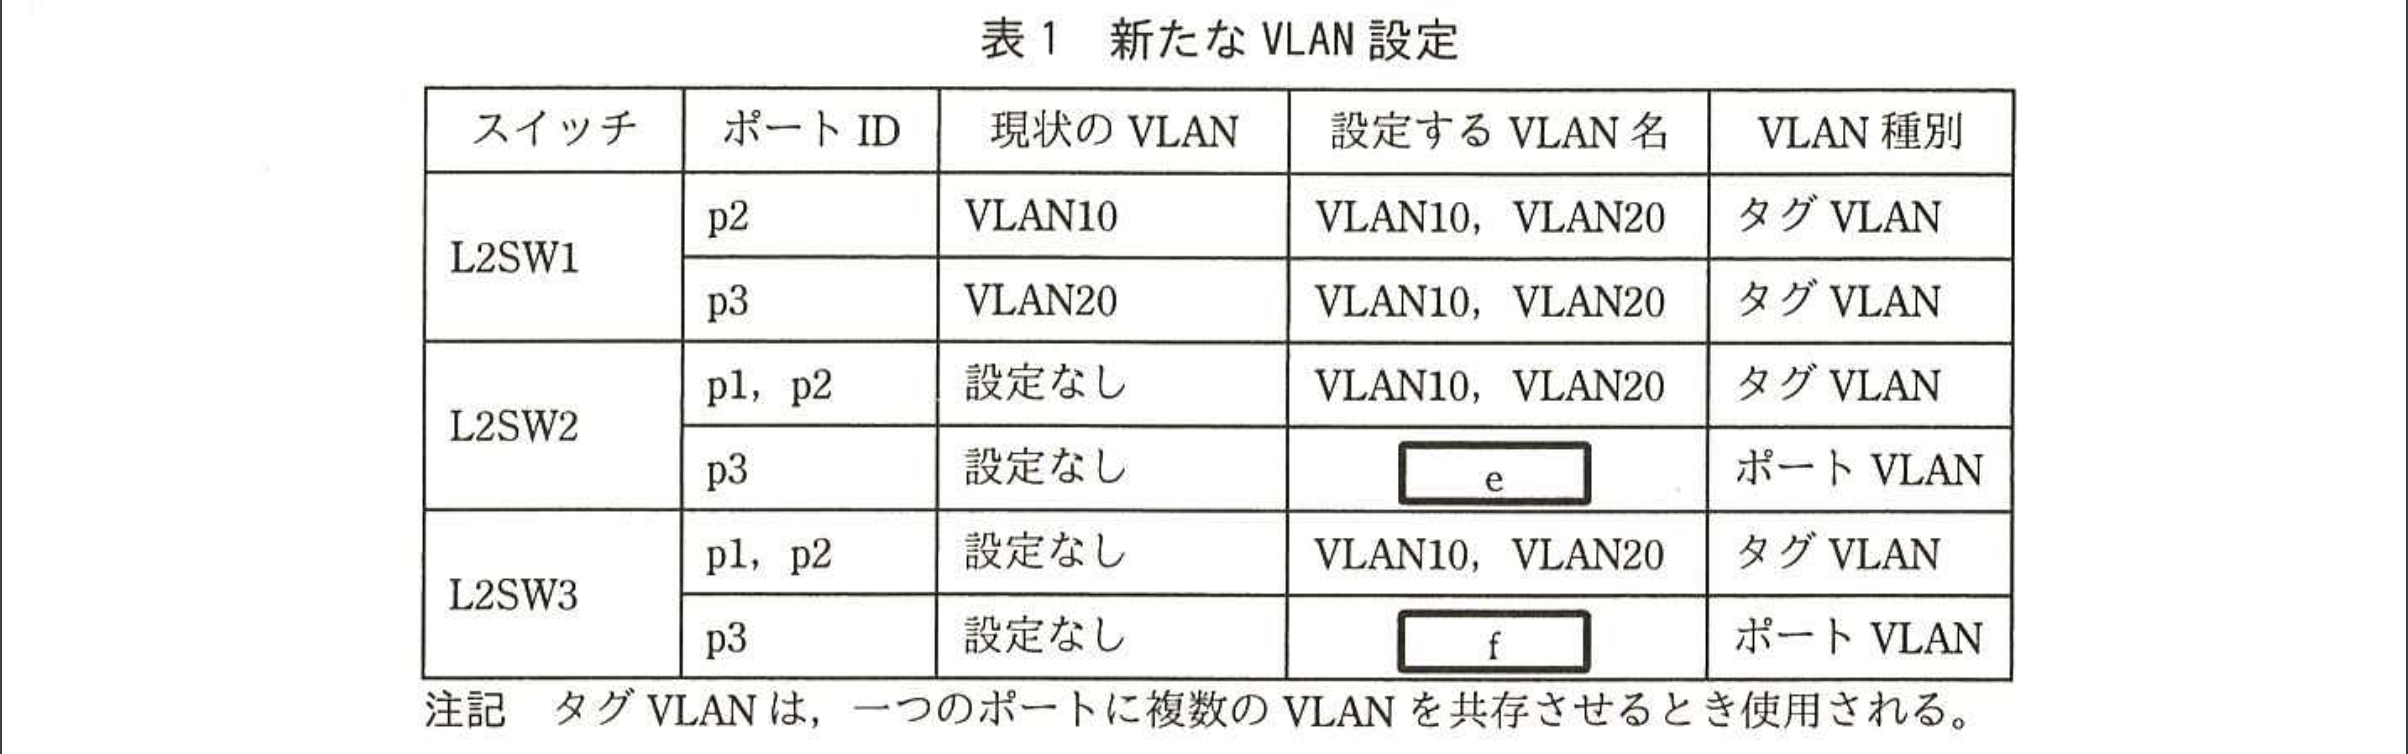 表1 新たな VLAN 設定
スイッチ ポート ID 現状の VLAN 設定する VLAN 名 VLAN 種別
L2SW1 p2 VLAN10 VLAN10, VLAN20 タグ VLAN
p3 VLAN20 VLAN10, VLAN20 タグ VLAN
L2SW2 p1, p2 設定なし VLAN10, VLAN20 タグ VLAN
p3 設定なし e ポート VLAN
L2SW3 p1, p2 設定なし VLAN10, VLAN20 タグ VLAN
p3 設定なし f ポート VLAN
注記 タグ VLAN は，一つのポートに複数の VLAN を共存させるとき使用される。